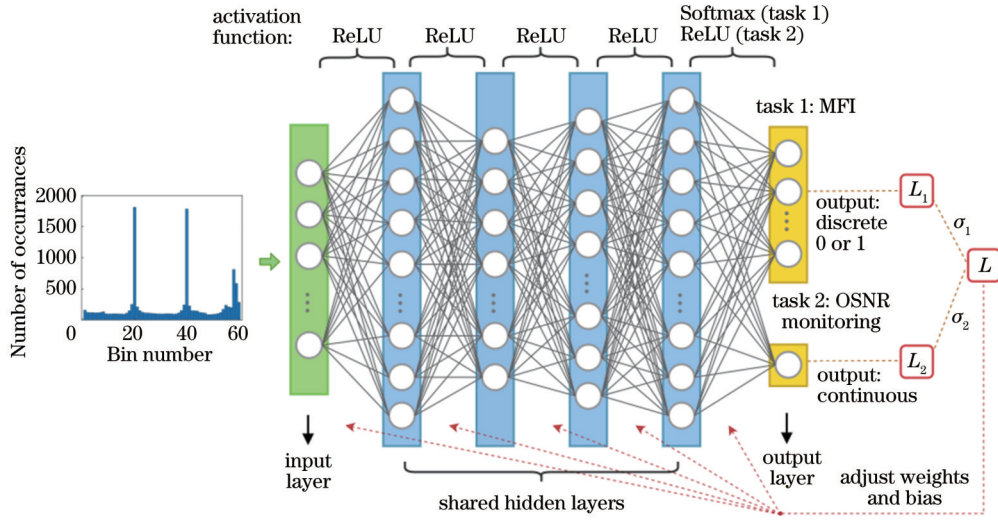 activation
function:
ReLU
ReLU
ReLU
ReLU
Softmax (task 1)
ReLU (task 2)
task 1: MFI
Number of occurrances
2000
1500
1000
500
0
20
40
60
Bin number
output:
discrete
0 or 1
L1
σ1
L
task 2: OSNR
monitoring
σ2
L2
output:
continuous
input
layer
output
layer
shared hidden layers
adjust weights
and bias